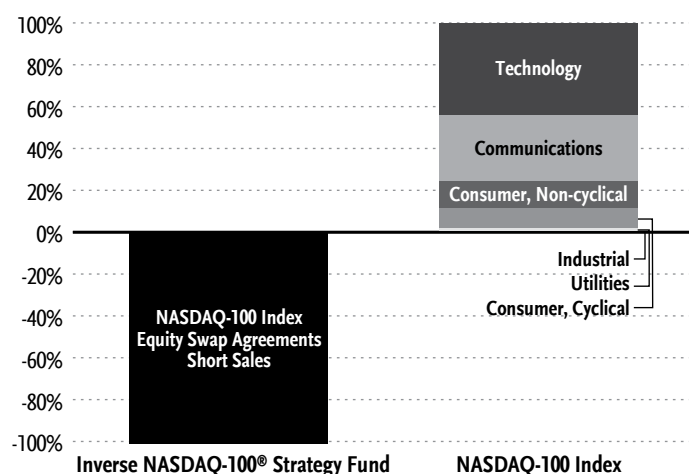 100%
80%
60%
40%
20%
0%
-20%
-40%
-60%
-80%
-100%
Technology
Communications
Consumer, Non-cyclical
Industrial
Utilities
Consumer, Cyclical
NASDAQ-100 Index
Equity Swap Agreements
Short Sales
Inverse NASDAQ-100® Strategy Fund
NASDAQ-100 Index